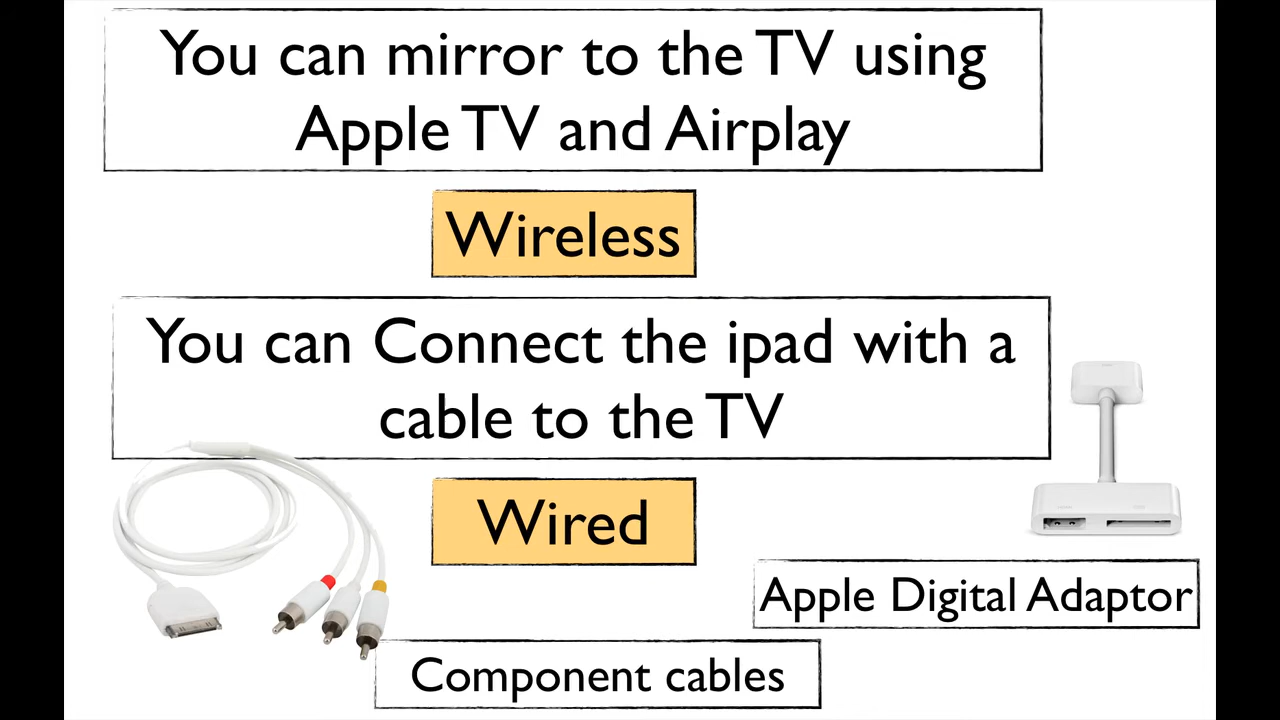 You can mirror to the TV using
Apple TV and Airplay
Wireless
You can Connect the ipad with a
cable to the TV
Wired
Apple Digital Adaptor
Component cables